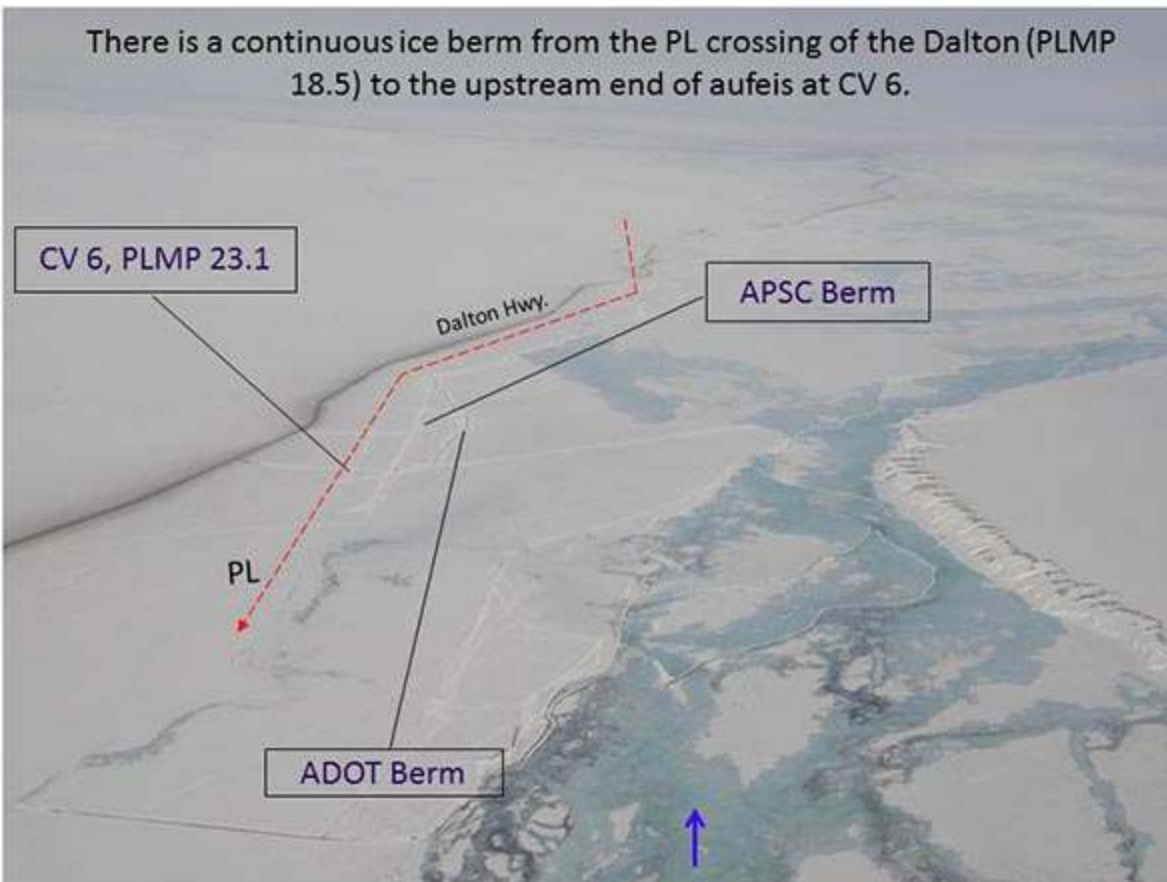 There is a continuous ice berm from the PL crossing of the Dalton (PLMP
18.5) to the upstream end of aufeis at CV 6.
CV 6, PLMP 23.1
APSC Berm
Dalton Hwy.
PL
ADOT Berm